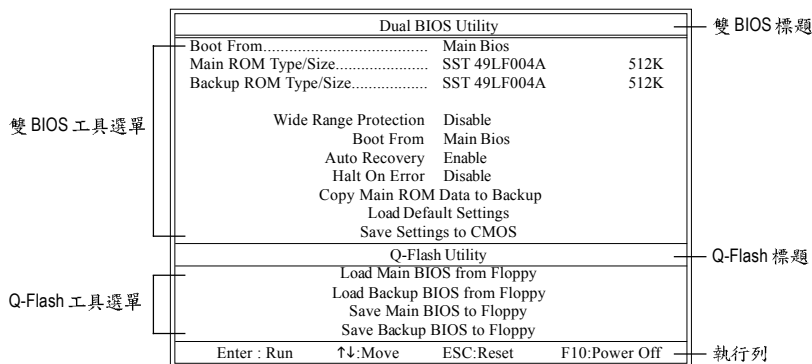 Dual BIOS Utility
雙 BIOS 標題
Boot From...................................... Main Bios
Main ROM Type/Size..................... SST 49LF004A 512K
Backup ROM Type/Size................. SST 49LF004A 512K
雙 BIOS 工具選單
Wide Range Protection Disable
Boot From Main Bios
Auto Recovery Enable
Halt On Error Disable
Copy Main ROM Data to Backup
Load Default Settings
Save Settings to CMOS
Q-Flash Utility
Q-Flash 標題
Load Main BIOS from Floppy
Load Backup BIOS from Floppy
Q-Flash 工具選單
Save Main BIOS to Floppy
Save Backup BIOS to Floppy
Enter : Run ↑↓:Move ESC:Reset F10:Power Off
執行列